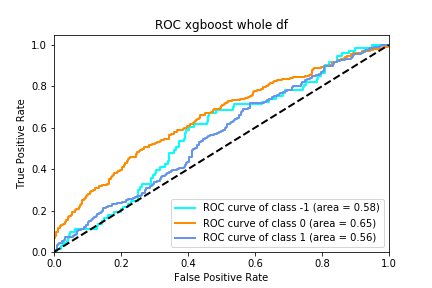 ROC xgboost whole df
True Positive Rate
1.0
0.8
0.6
0.4
0.2
0.0
ROC curve of class -1 (area = 0.58)
ROC curve of class 0 (area = 0.65)
ROC curve of class 1 (area = 0.56)
0.0 0.2 0.4 0.6 0.8 1.0
False Positive Rate